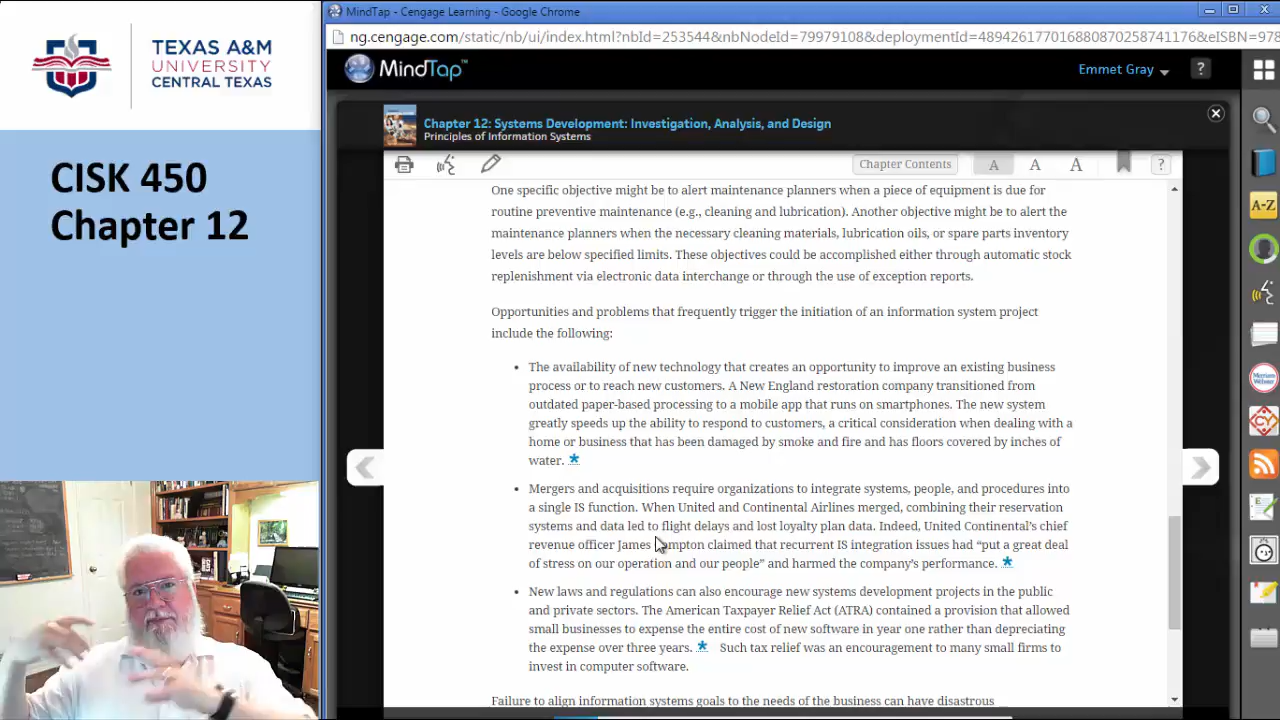 TEXAS A&M
UNIVERSITY
CENTRAL TEXAS
CISK 450
Chapter 12
MindTap - Cengage Learning - Google Chrome
ng.cengage.com/static/nb/ui/index.html?nbId=253544&nbNodeId=79979108&deploymentId=4894261770168870258741176&eISBN=978
MindTap™
Emmet Gray
?
Chapter 12: Systems Development: Investigation, Analysis, and Design
Principles of Information Systems
Chapter Contents
A A A
?
One specific objective might be to alert maintenance planners when a piece of equipment is due for
routine preventive maintenance (e.g., cleaning and lubrication). Another objective might be to alert the
maintenance planners when the necessary cleaning materials, lubrication oils, or spare parts inventory
levels are below specified limits. These objectives could be accomplished either through automatic stock
replenishment via electronic data interchange or through the use of exception reports.
Opportunities and problems that frequently trigger the initiation of an information system project
include the following:
• The availability of new technology that creates an opportunity to improve an existing business
process or to reach new customers. A New England restoration company transitioned from
outdated paper-based processing to a mobile app that runs on smartphones. The new system
greatly speeds up the ability to respond to customers, a critical consideration when dealing with a
home or business that has been damaged by smoke and fire and has floors covered by inches of
water. *
• Mergers and acquisitions require organizations to integrate systems, people, and procedures into
a single IS function. When United and Continental Airlines merged, combining their reservation
systems and data led to flight delays and lost loyalty plan data. Indeed, United Continental's chief
revenue officer James claimed that recurrent IS integration issues had “put a great deal
of stress on our operation and our people” and harmed the company's performance. *
• New laws and regulations can also encourage new systems development projects in the public
and private sectors. The American Taxpayer Relief Act (ATRA) contained a provision that allowed
small businesses to expense the entire cost of new software in year one rather than depreciating
the expense over three years. * Such tax relief was an encouragement to many small firms to
invest in computer software.
Failure to align information systems goals to the needs of the business can have disastrous
A-Z
Merriam
Webster
CY